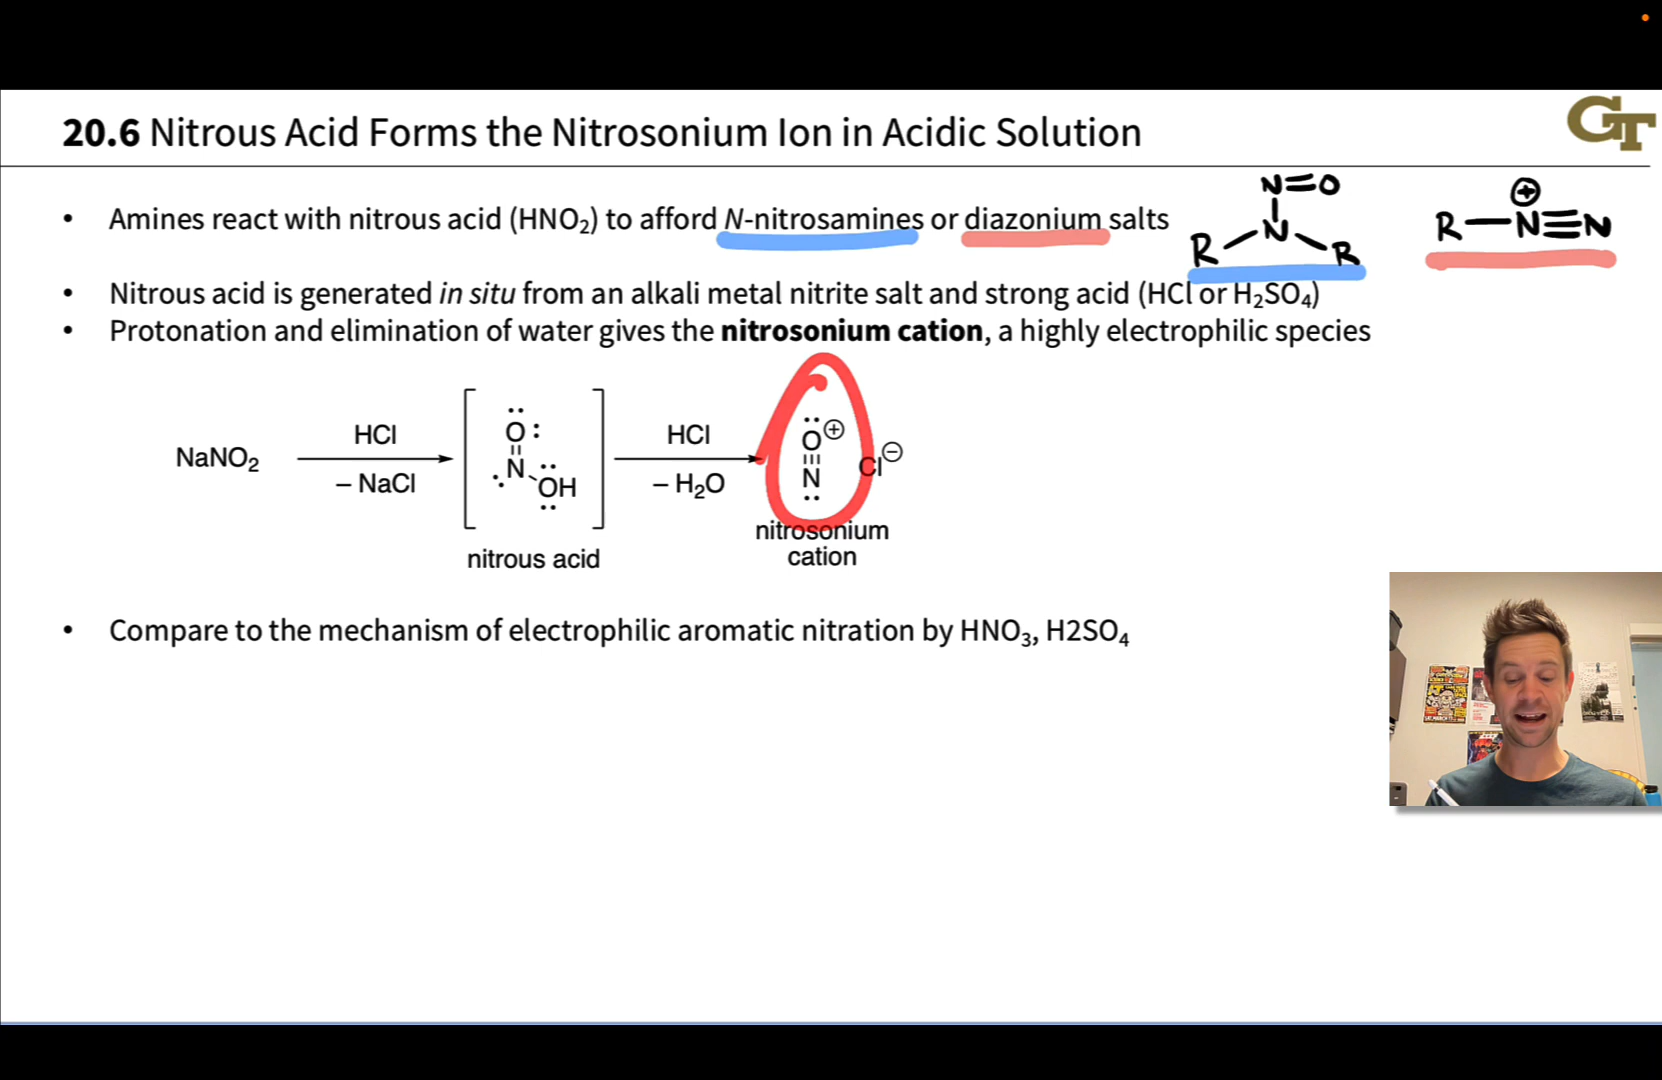 20.6 Nitrous Acid Forms the Nitrosonium Ion in Acidic Solution
GT
• Amines react with nitrous acid (HNO₂) to afford N-nitrosamines or diazonium salts
N=O
N
R R
⊕
R—N≡N
• Nitrous acid is generated in situ from an alkali metal nitrite salt and strong acid (HCl or H₂SO₄)
• Protonation and elimination of water gives the nitrosonium cation, a highly electrophilic species
NaNO₂
HCl
– NaCl
O
N
OH
nitrous acid
HCl
– H₂O
O⊕
N
Cl⊖
nitrosonium
cation
• Compare to the mechanism of electrophilic aromatic nitration by HNO₃, H2SO₄